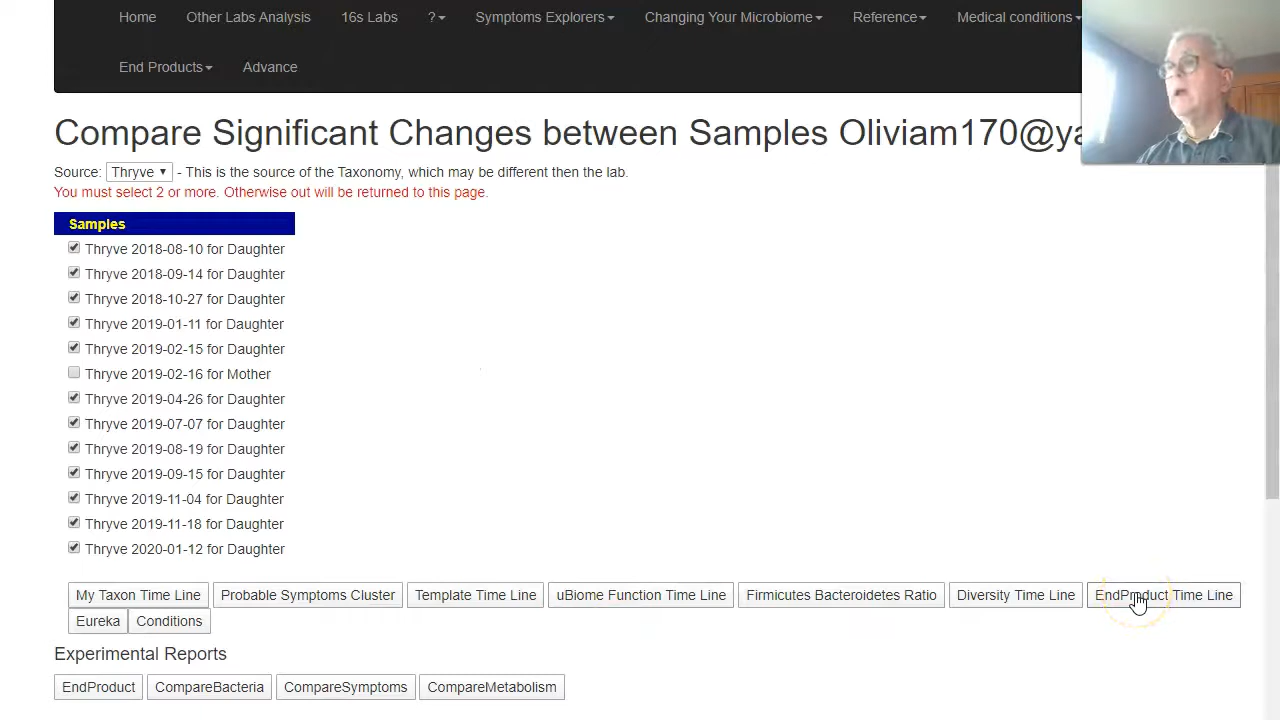 Home Other Labs Analysis 16s Labs ? Symptoms Explorers Changing Your Microbiome Reference Medical conditions
End Products Advance
Compare Significant Changes between Samples Oliviam170@ya
Source: Thryve - This is the source of the Taxonomy, which may be different then the lab.
You must select 2 or more. Otherwise out will be returned to this page.
Samples
Thryve 2018-08-10 for Daughter
Thryve 2018-09-14 for Daughter
Thryve 2018-10-27 for Daughter
Thryve 2019-01-11 for Daughter
Thryve 2019-02-15 for Daughter
Thryve 2019-02-16 for Mother
Thryve 2019-04-26 for Daughter
Thryve 2019-07-07 for Daughter
Thryve 2019-08-19 for Daughter
Thryve 2019-09-15 for Daughter
Thryve 2019-11-04 for Daughter
Thryve 2019-11-18 for Daughter
Thryve 2020-01-12 for Daughter
My Taxon Time Line Probable Symptoms Cluster Template Time Line uBiome Function Time Line Firmicutes Bacteroidetes Ratio Diversity Time Line EndProduct Time Line
Eureka Conditions
Experimental Reports
EndProduct CompareBacteria CompareSymptoms CompareMetabolism